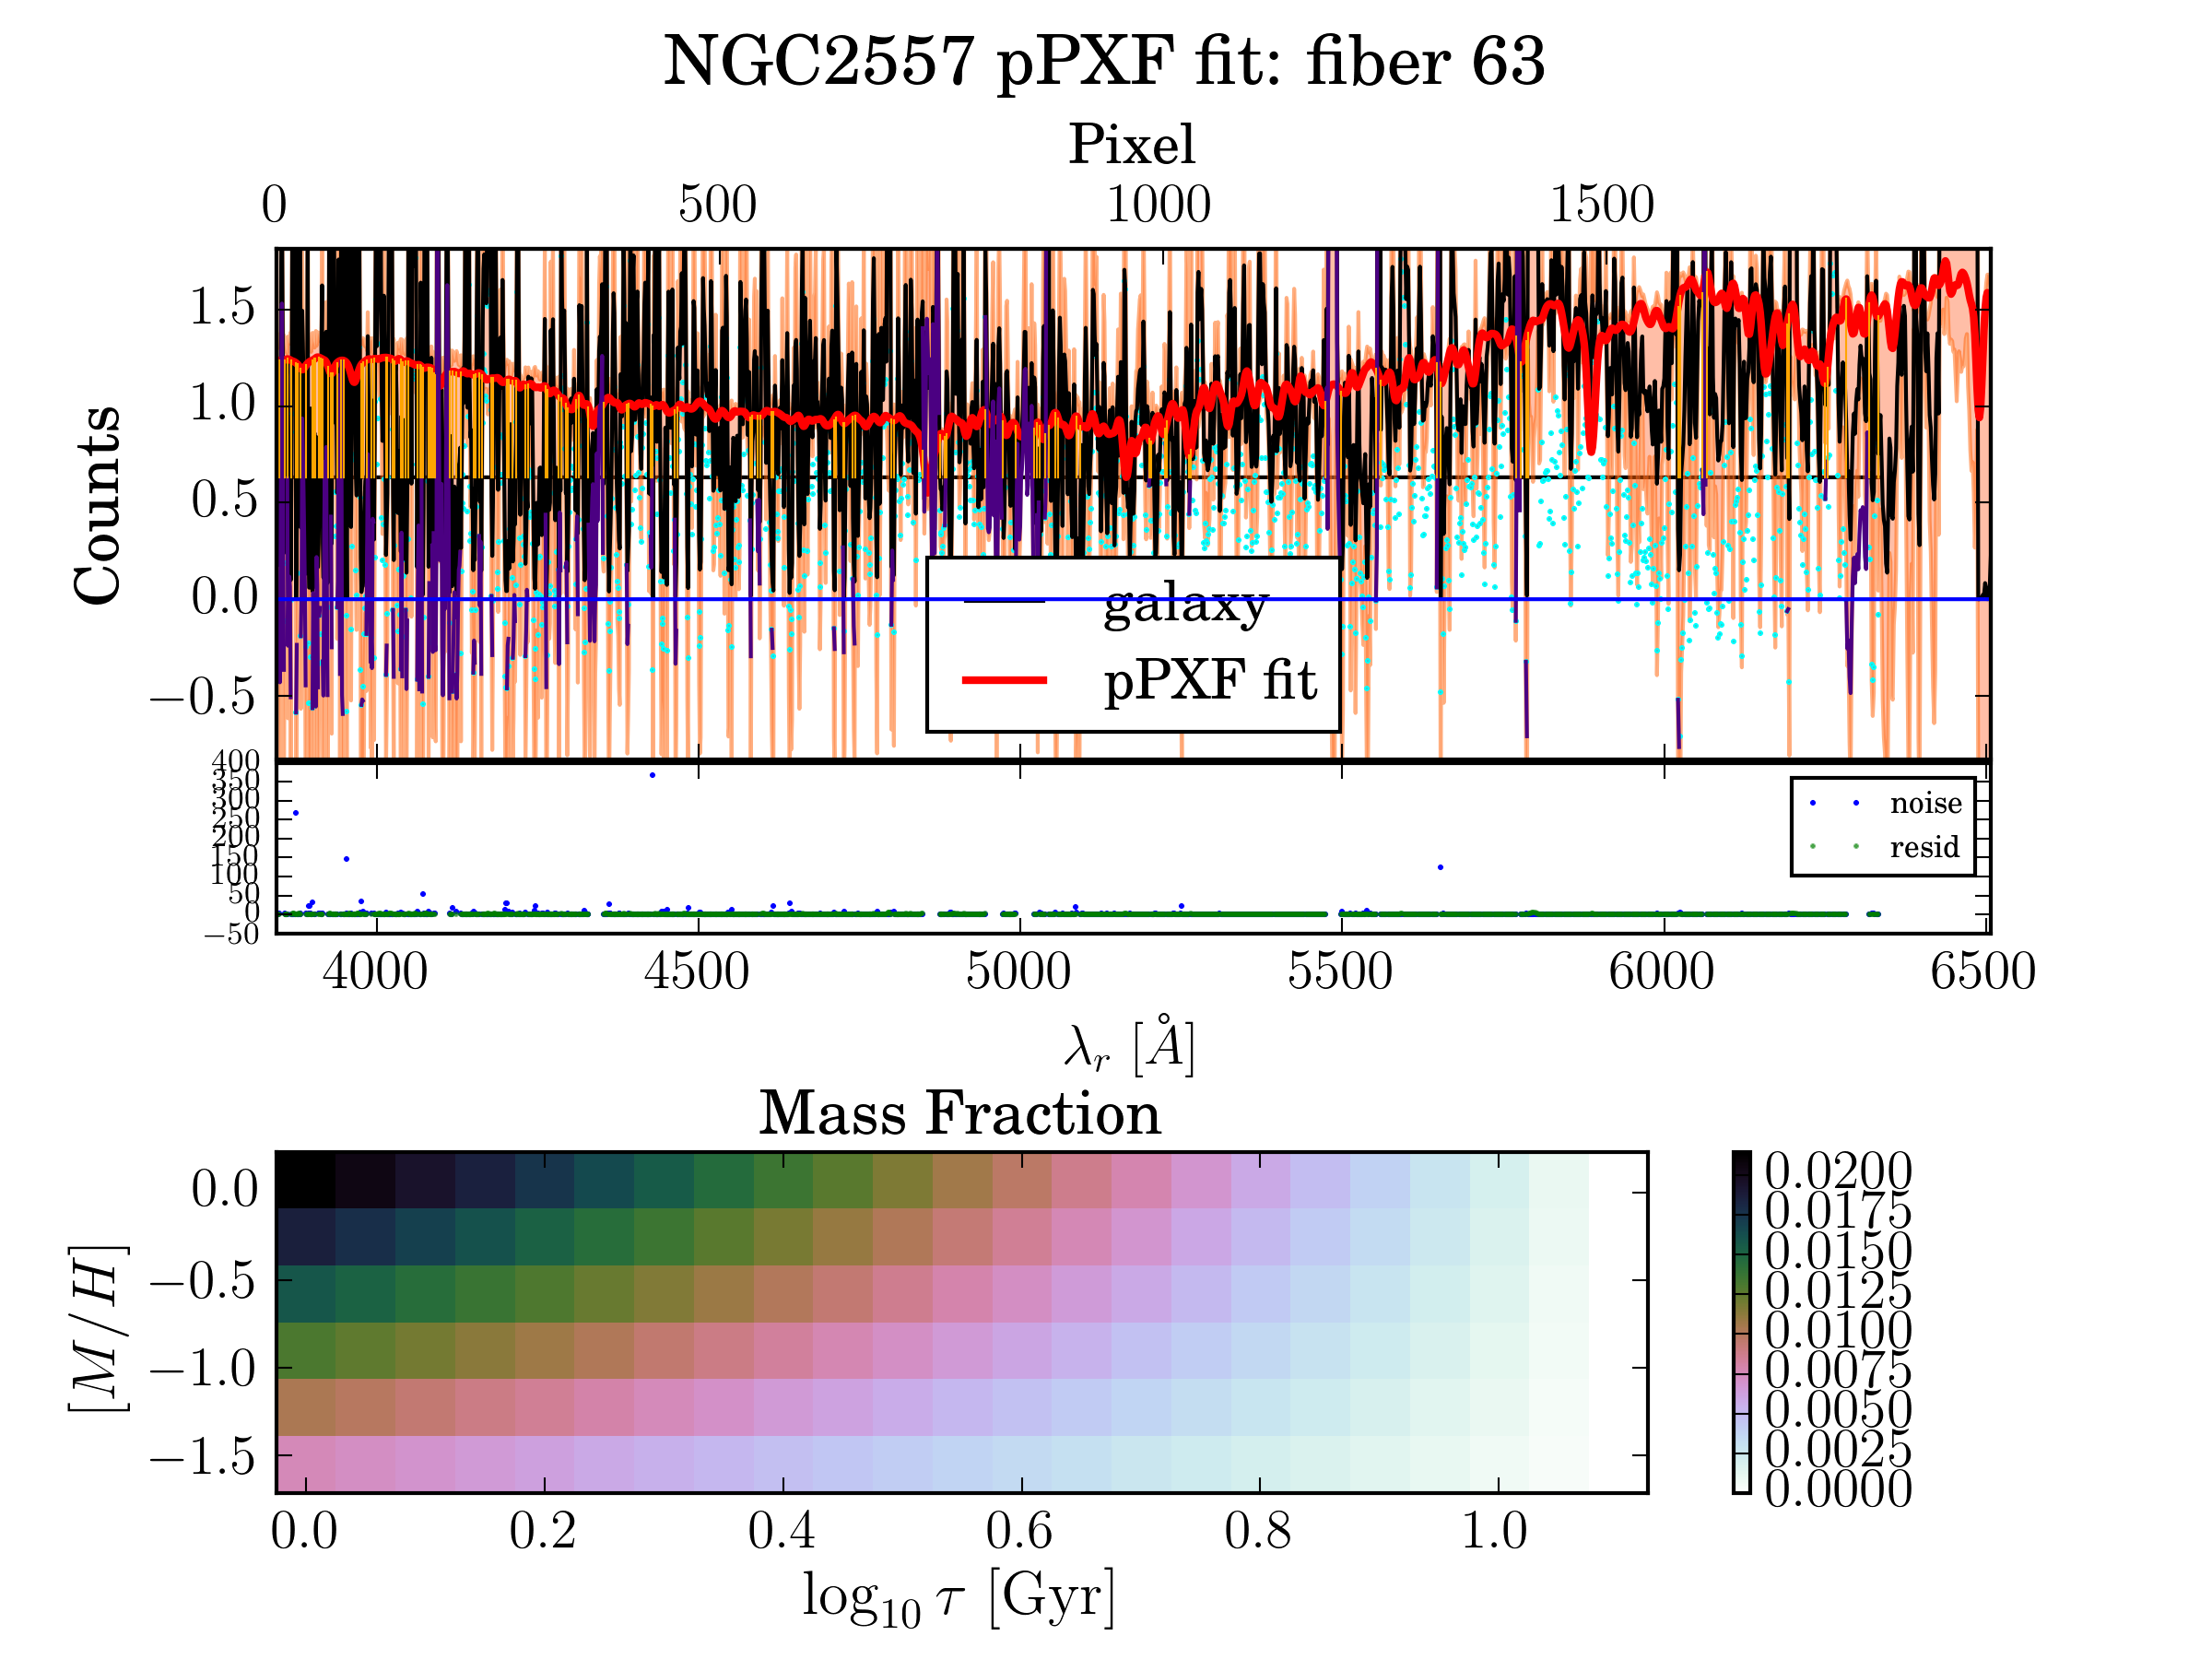 NGC2557 pPXF fit: fiber 63
Pixel
0 500 1000 1500
Counts
1.5
1.0
0.5
0.0
−0.5
galaxy
pPXF fit
400
350
300
250
200
150
100
50
0
−50
noise
resid
4000 4500 5000 5500 6000 6500
λr [Å]
Mass Fraction
[M/H]
0.0
−0.5
−1.0
−1.5
0.0200
0.0175
0.0150
0.0125
0.0100
0.0075
0.0050
0.0025
0.0000
0.0 0.2 0.4 0.6 0.8 1.0
log10 τ [Gyr]